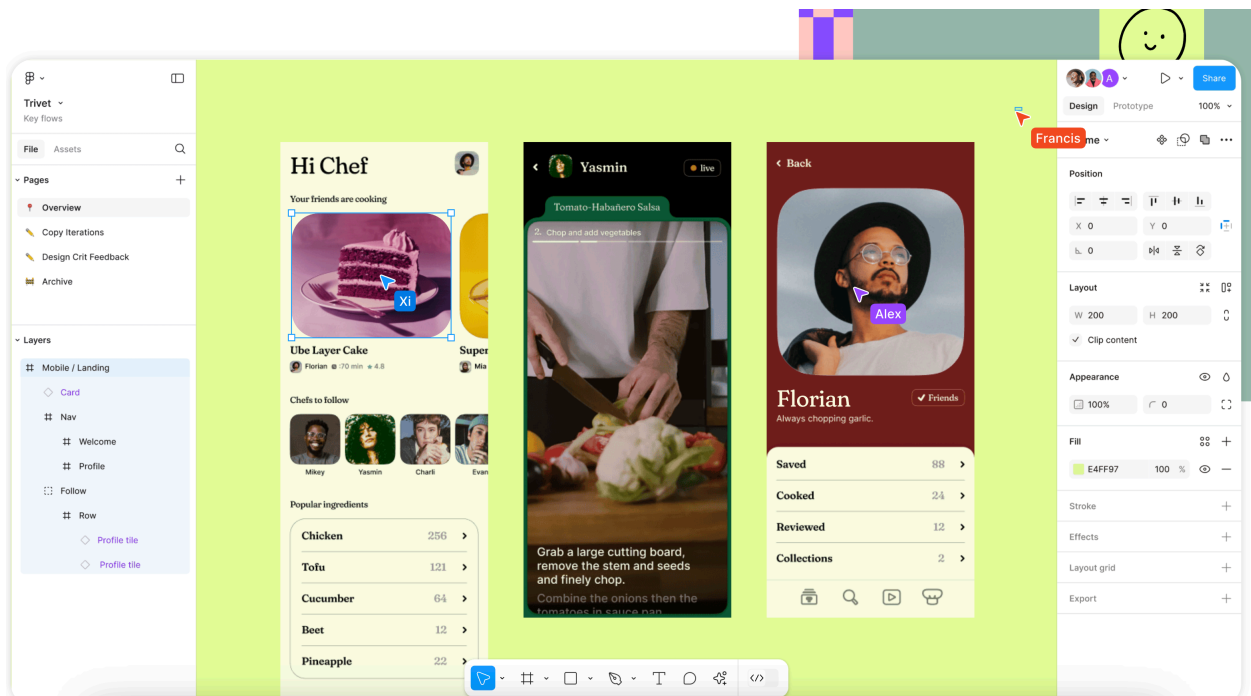 Trivet
Key flows
File Assets
Pages
Overview
Copy Iterations
Design Crit Feedback
Archive
Layers
Mobile / Landing
Card
Nav
Welcome
Profile
Follow
Row
Profile tile
Profile tile
Hi Chef
Your friends are cooking
Xi
Ube Layer Cake
Super
Florian 70 min 4.8
Mia
Chefs to follow
Mikey Yasmin Charli Evan
Popular ingredients
Chicken 256
Tofu 121
Cucumber 64
Beet 12
Pineapple 22
Yasmin live
Tomato-Habañero Salsa
2. Chop and add vegetables
Grab a large cutting board,
remove the stem and seeds
and finely chop.
Combine the onions then the
tomatoes in sauce pan
Back
Alex
Florian Friends
Always chopping garlic.
Saved 88
Cooked 24
Reviewed 12
Collections 2
Francis
A Share
Design Prototype 100%
me
Position
X 0 Y 0
0
Layout
W 200 H 200
Clip content
Appearance
100% 0
Fill
E4FF97 100 %
Stroke
Effects
Layout grid
Export